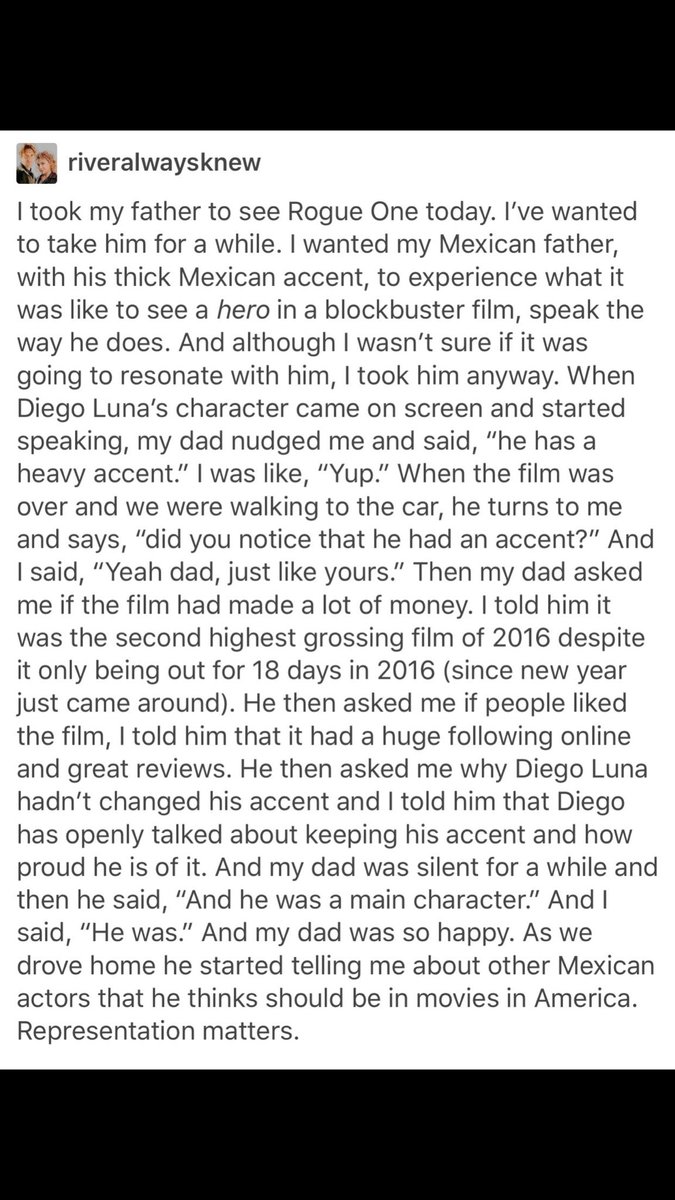 riveralwaysknew
I took my father to see Rogue One today. I’ve wanted
to take him for a while. I wanted my Mexican father,
with his thick Mexican accent, to experience what it
was like to see a hero in a blockbuster film, speak the
way he does. And although I wasn’t sure if it was
going to resonate with him, I took him anyway. When
Diego Luna’s character came on screen and started
speaking, my dad nudged me and said, “he has a
heavy accent.” I was like, “Yup.” When the film was
over and we were walking to the car, he turns to me
and says, “did you notice that he had an accent?” And
I said, “Yeah dad, just like yours.” Then my dad asked
me if the film had made a lot of money. I told him it
was the second highest grossing film of 2016 despite
it only being out for 18 days in 2016 (since new year
just came around). He then asked me if people liked
the film, I told him that it had a huge following online
and great reviews. He then asked me why Diego Luna
hadn’t changed his accent and I told him that Diego
has openly talked about keeping his accent and how
proud he is of it. And my dad was silent for a while and
then he said, “And he was a main character.” And I
said, “He was.” And my dad was so happy. As we
drove home he started telling me about other Mexican
actors that he thinks should be in movies in America.
Representation matters.